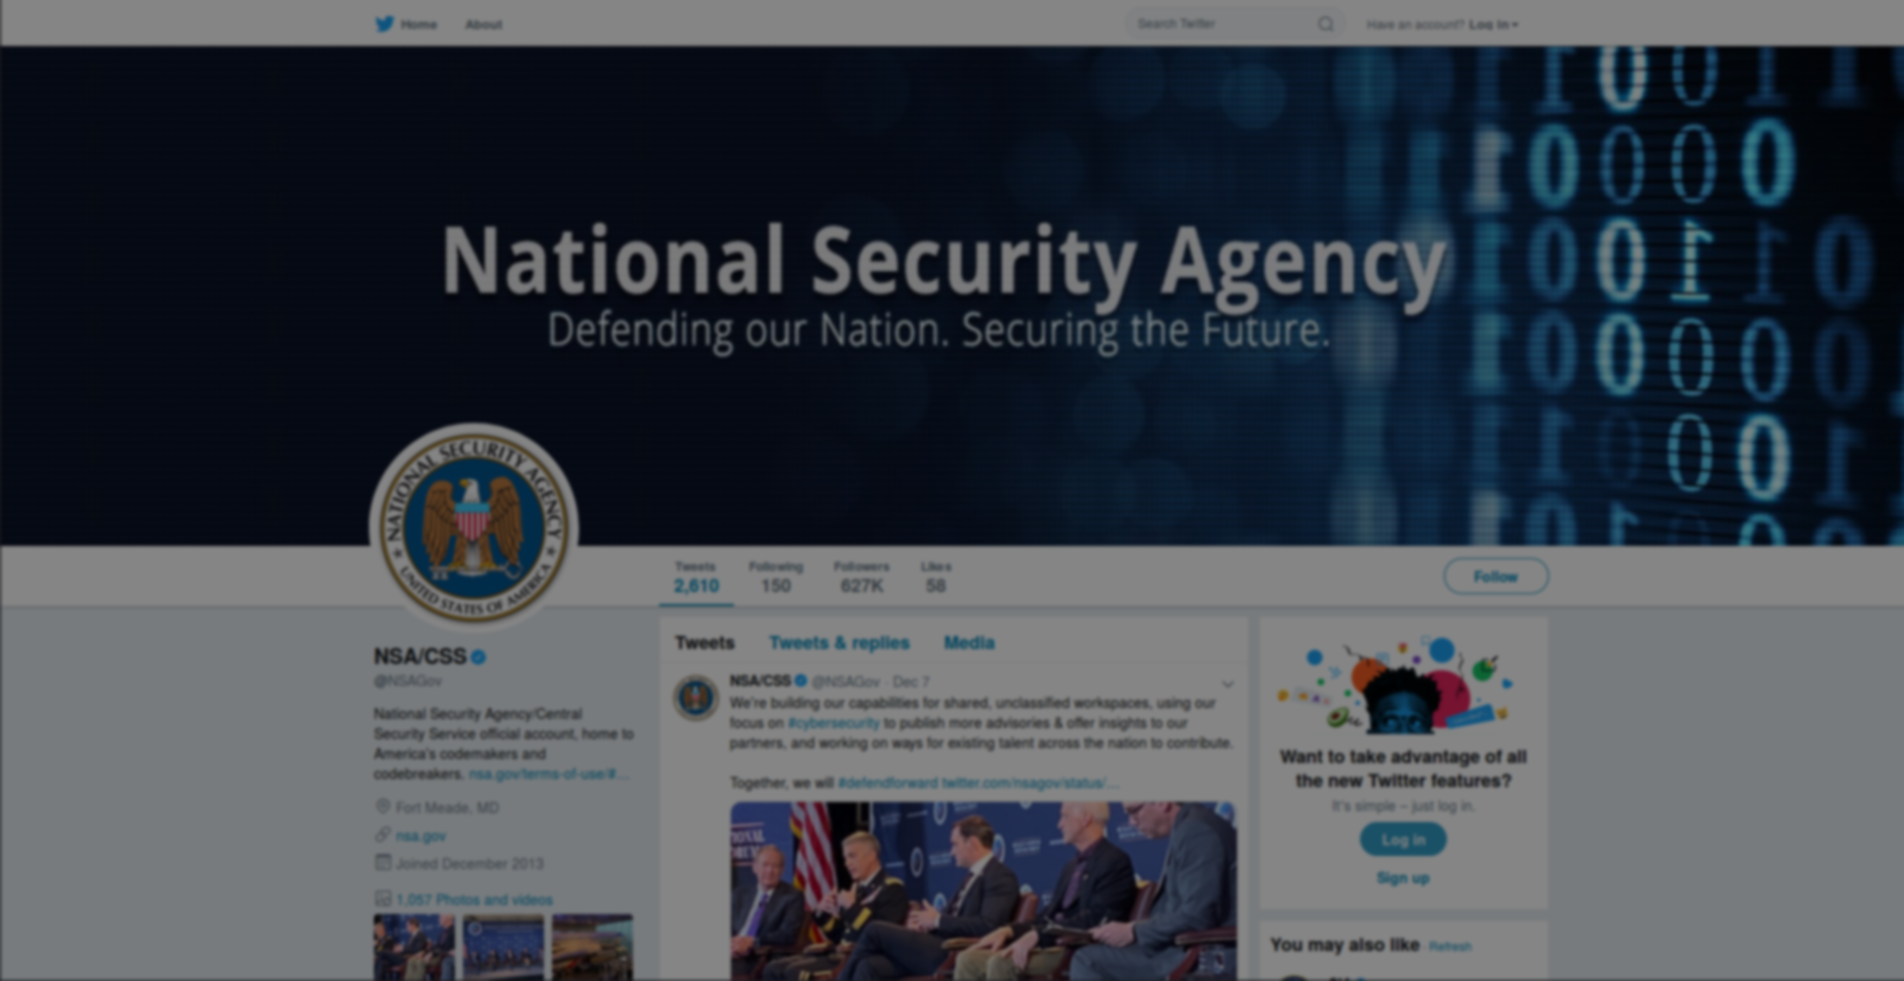 Home About Search Twitter Have an account? Log in
National Security Agency
Defending our Nation. Securing the Future.
NATIONAL SECURITY AGENCY
UNITED STATES OF AMERICA
Tweets Following Followers Likes
2,610 150 627K 58
Follow
NSA/CSS
@NSAGov
National Security Agency/Central
Security Service official account, home to
America's codemakers and
codebreakers. nsa.gov/terms-of-use/#...
Fort Meade, MD
nsa.gov
Joined December 2013
1,057 Photos and videos
Tweets Tweets & replies Media
NSA/CSS @NSAGov · Dec 7
We're building our capabilities for shared, unclassified workspaces, using our
focus on #cybersecurity to publish more advisories & offer insights to our
partners, and working on ways for existing talent across the nation to contribute.
Together, we will #defendforward twitter.com/nsagov/status/...
Want to take advantage of all
the new Twitter features?
It's simple – just log in.
Log in
Sign up
You may also like · Refresh